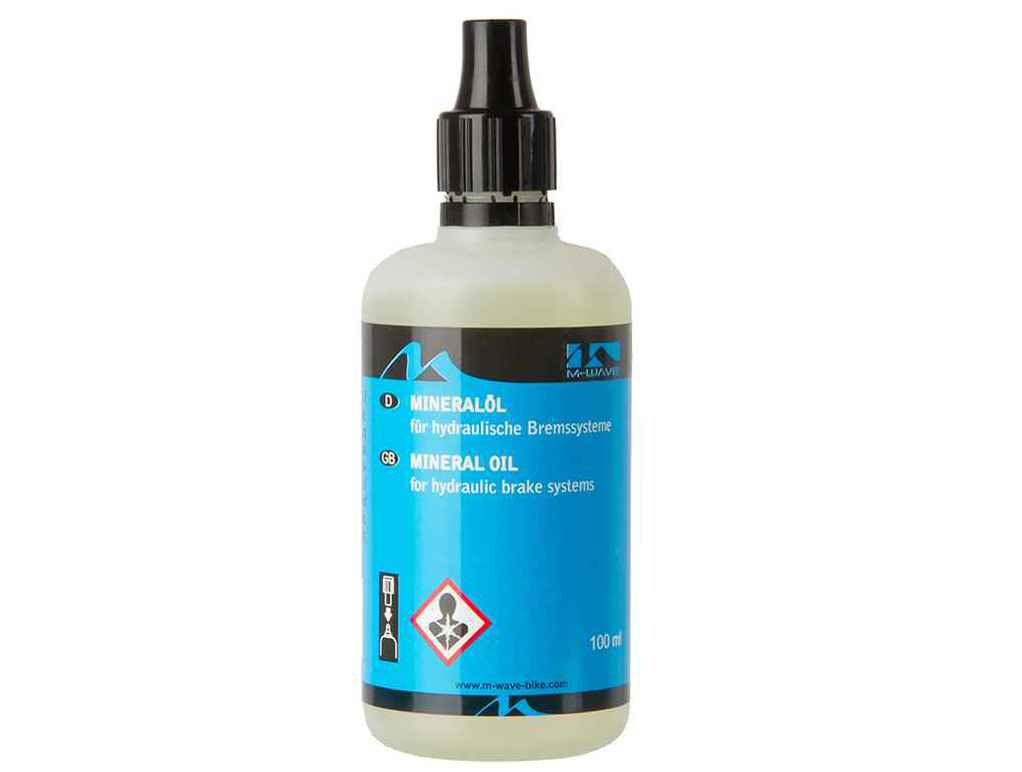 M-WAVE
D MINERALÖL
für hydraulische Bremssysteme
GB MINERAL OIL
for hydraulic brake systems
100 ml
www.m-wave-bike.com